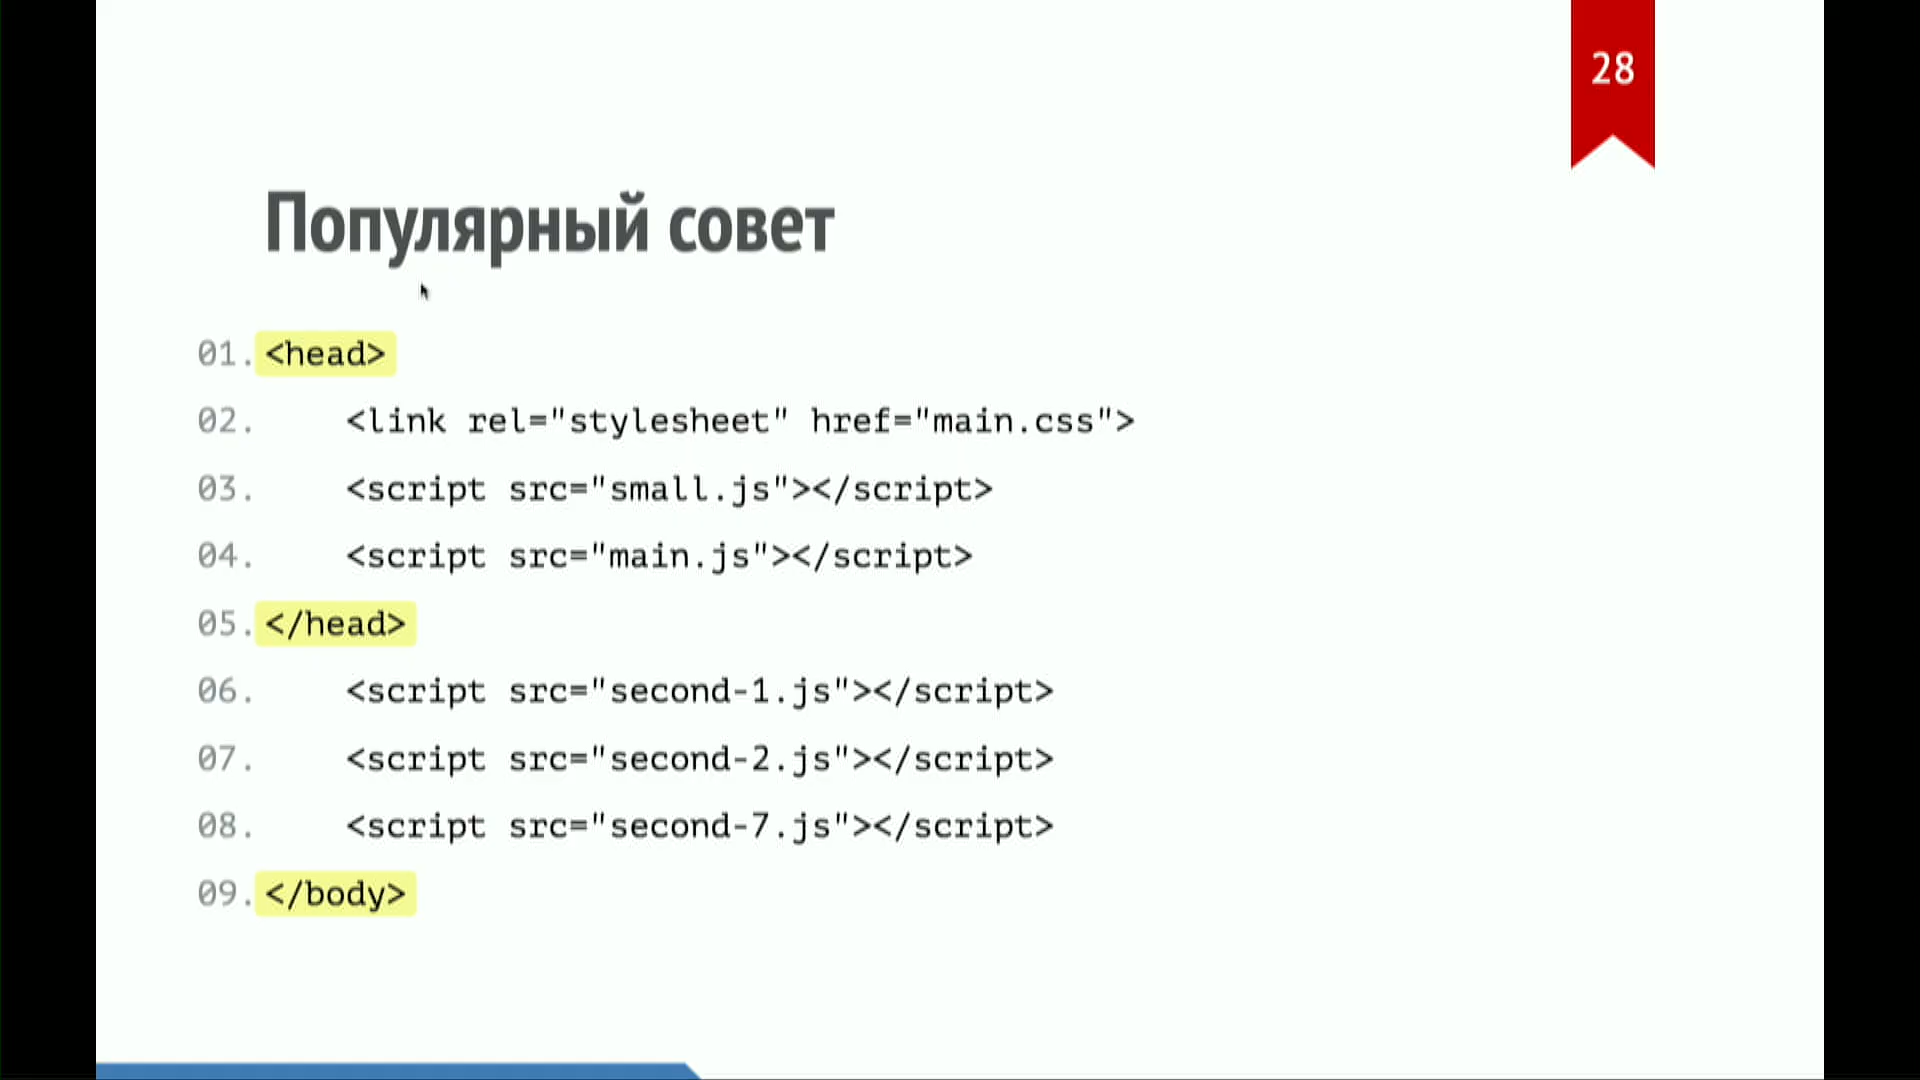 28
Популярный совет
01. <head>
02.     <link rel="stylesheet" href="main.css">
03.     <script src="small.js"></script>
04.     <script src="main.js"></script>
05. </head>
06.     <script src="second-1.js"></script>
07.     <script src="second-2.js"></script>
08.     <script src="second-7.js"></script>
09. </body>